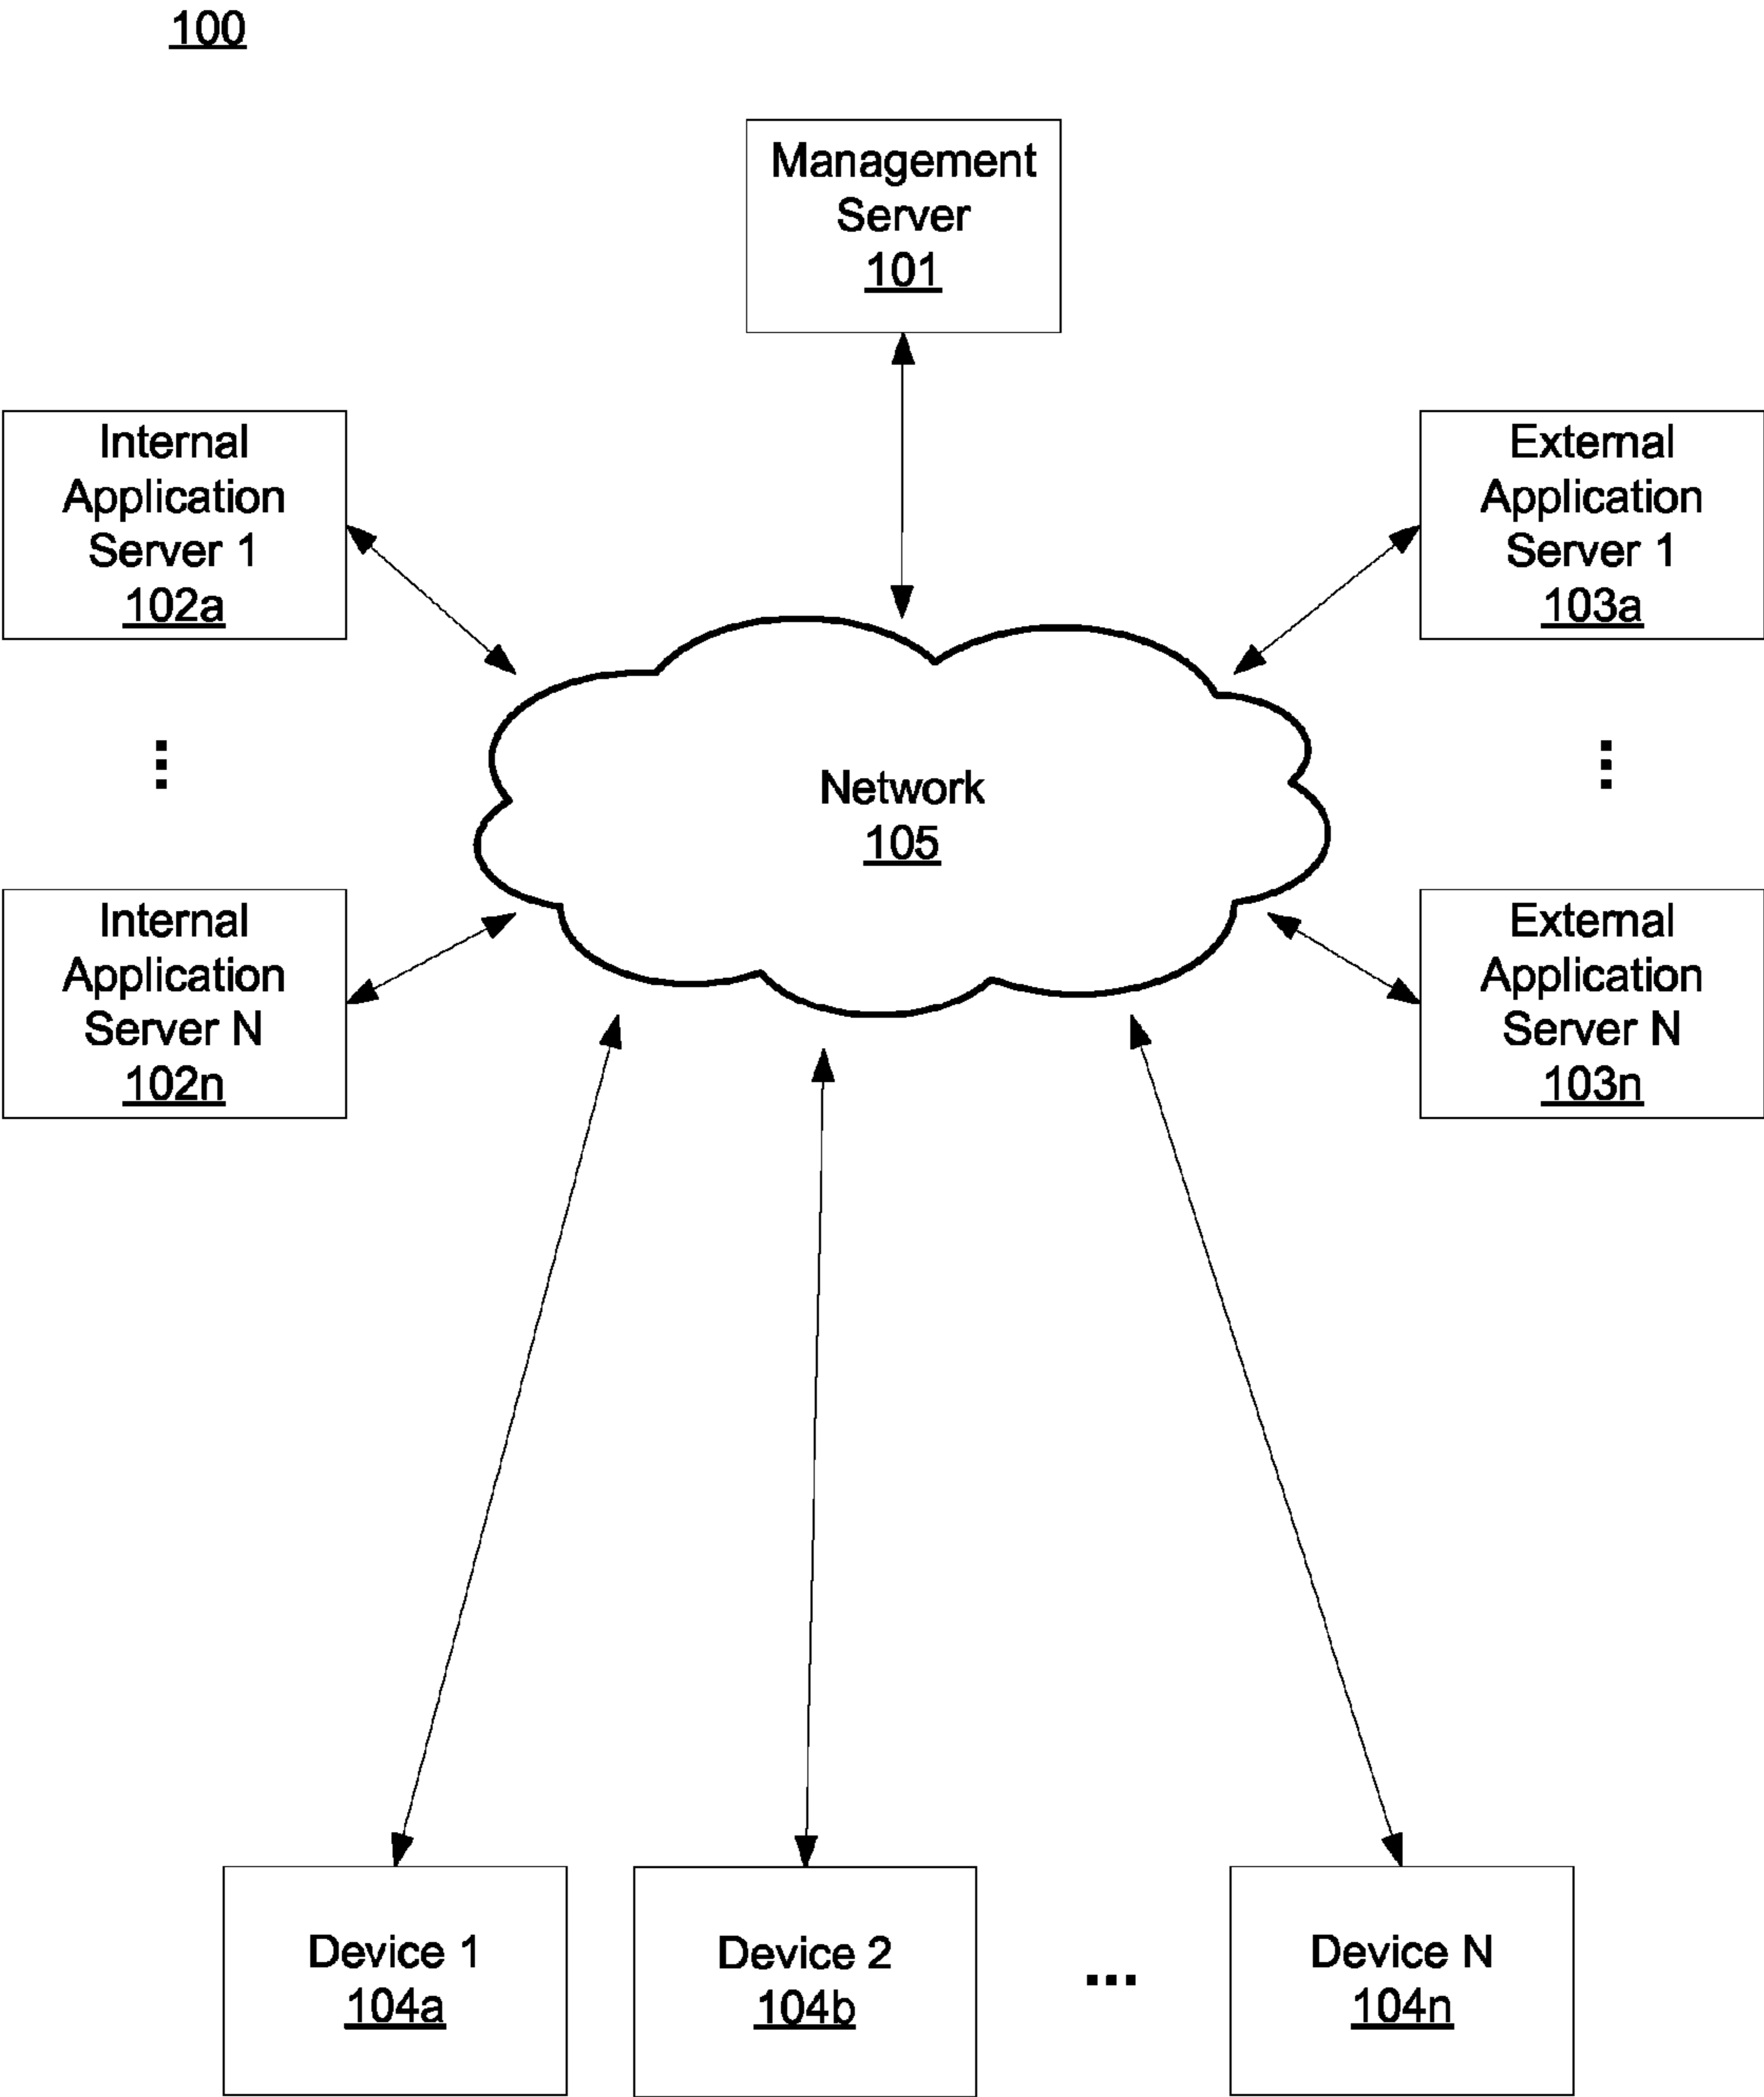 100
Management
Server
101
Internal
Application
Server 1
102a
External
Application
Server 1
103a
Network
105
Internal
Application
Server N
102n
External
Application
Server N
103n
Device 1
104a
Device 2
104b
...
Device N
104n